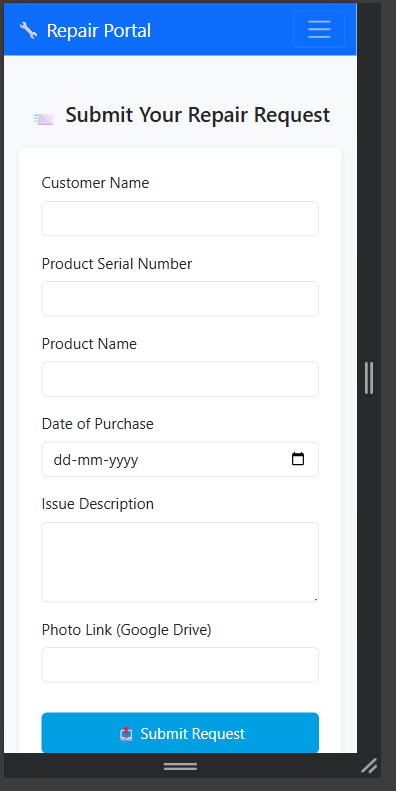 Repair Portal
Submit Your Repair Request
Customer Name
Product Serial Number
Product Name
Date of Purchase
dd-mm-yyyy
Issue Description
Photo Link (Google Drive)
Submit Request